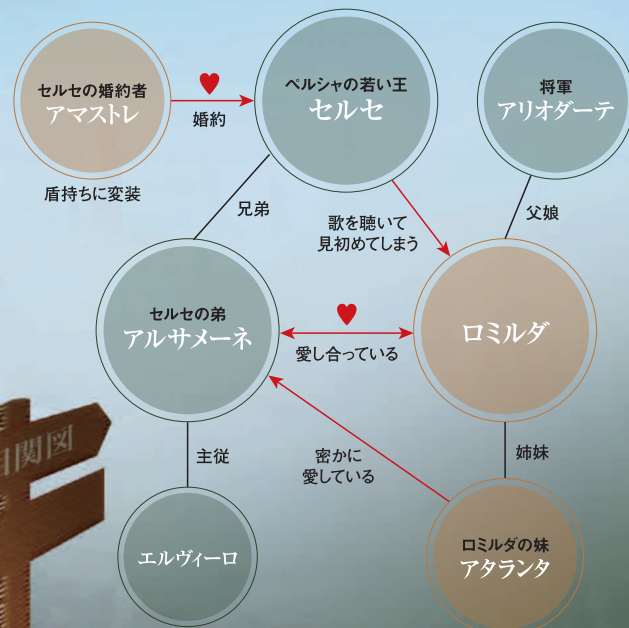 セルセの婚約者
アマストレ
婚約
ペルシャの若い王
セルセ
将軍
アリオダーテ
盾持ちに変装
兄弟
歌を聴いて
見初めてしまう
父娘
セルセの弟
アルサメーネ
愛し合っている
ロミルダ
相関図
主従
密かに
愛している
姉妹
エルヴィーロ
ロミルダの妹
アタランタ